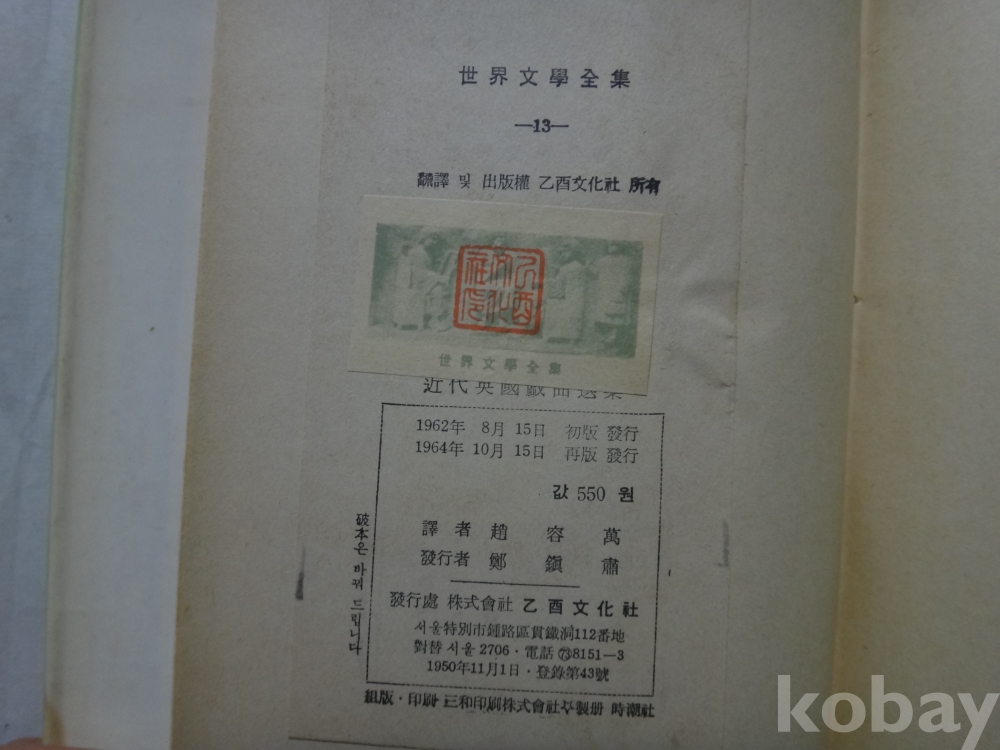 世界文學全集
—13—
飜譯 및 出版權 乙酉文化社 所有
乙酉文化社印
世界文學全集
近代英國戱曲選集
1962年 8月 15日 初版 發行
1964年 10月 15日 再版 發行
값 550 원
譯者 趙容萬
發行者 鄭鎭肅
發行處 株式會社 乙酉文化社
서울特別市鍾路區貫鐵洞112番地
對替 서울 2706 · 電話 ㉓8151—3
1950年11月1日 · 登錄第43號
組版 · 印刷 三和印刷株式會社 製册 時潮社
破本은 바꿔 드립니다
kobay